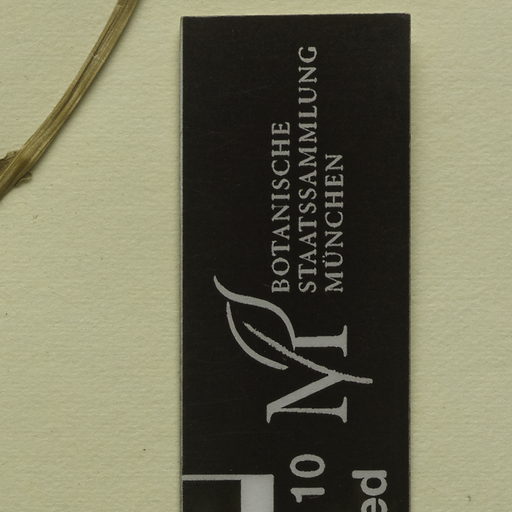 BOTANISCHE
STAATSSAMMLUNG
MÜNCHEN
M
10
ed